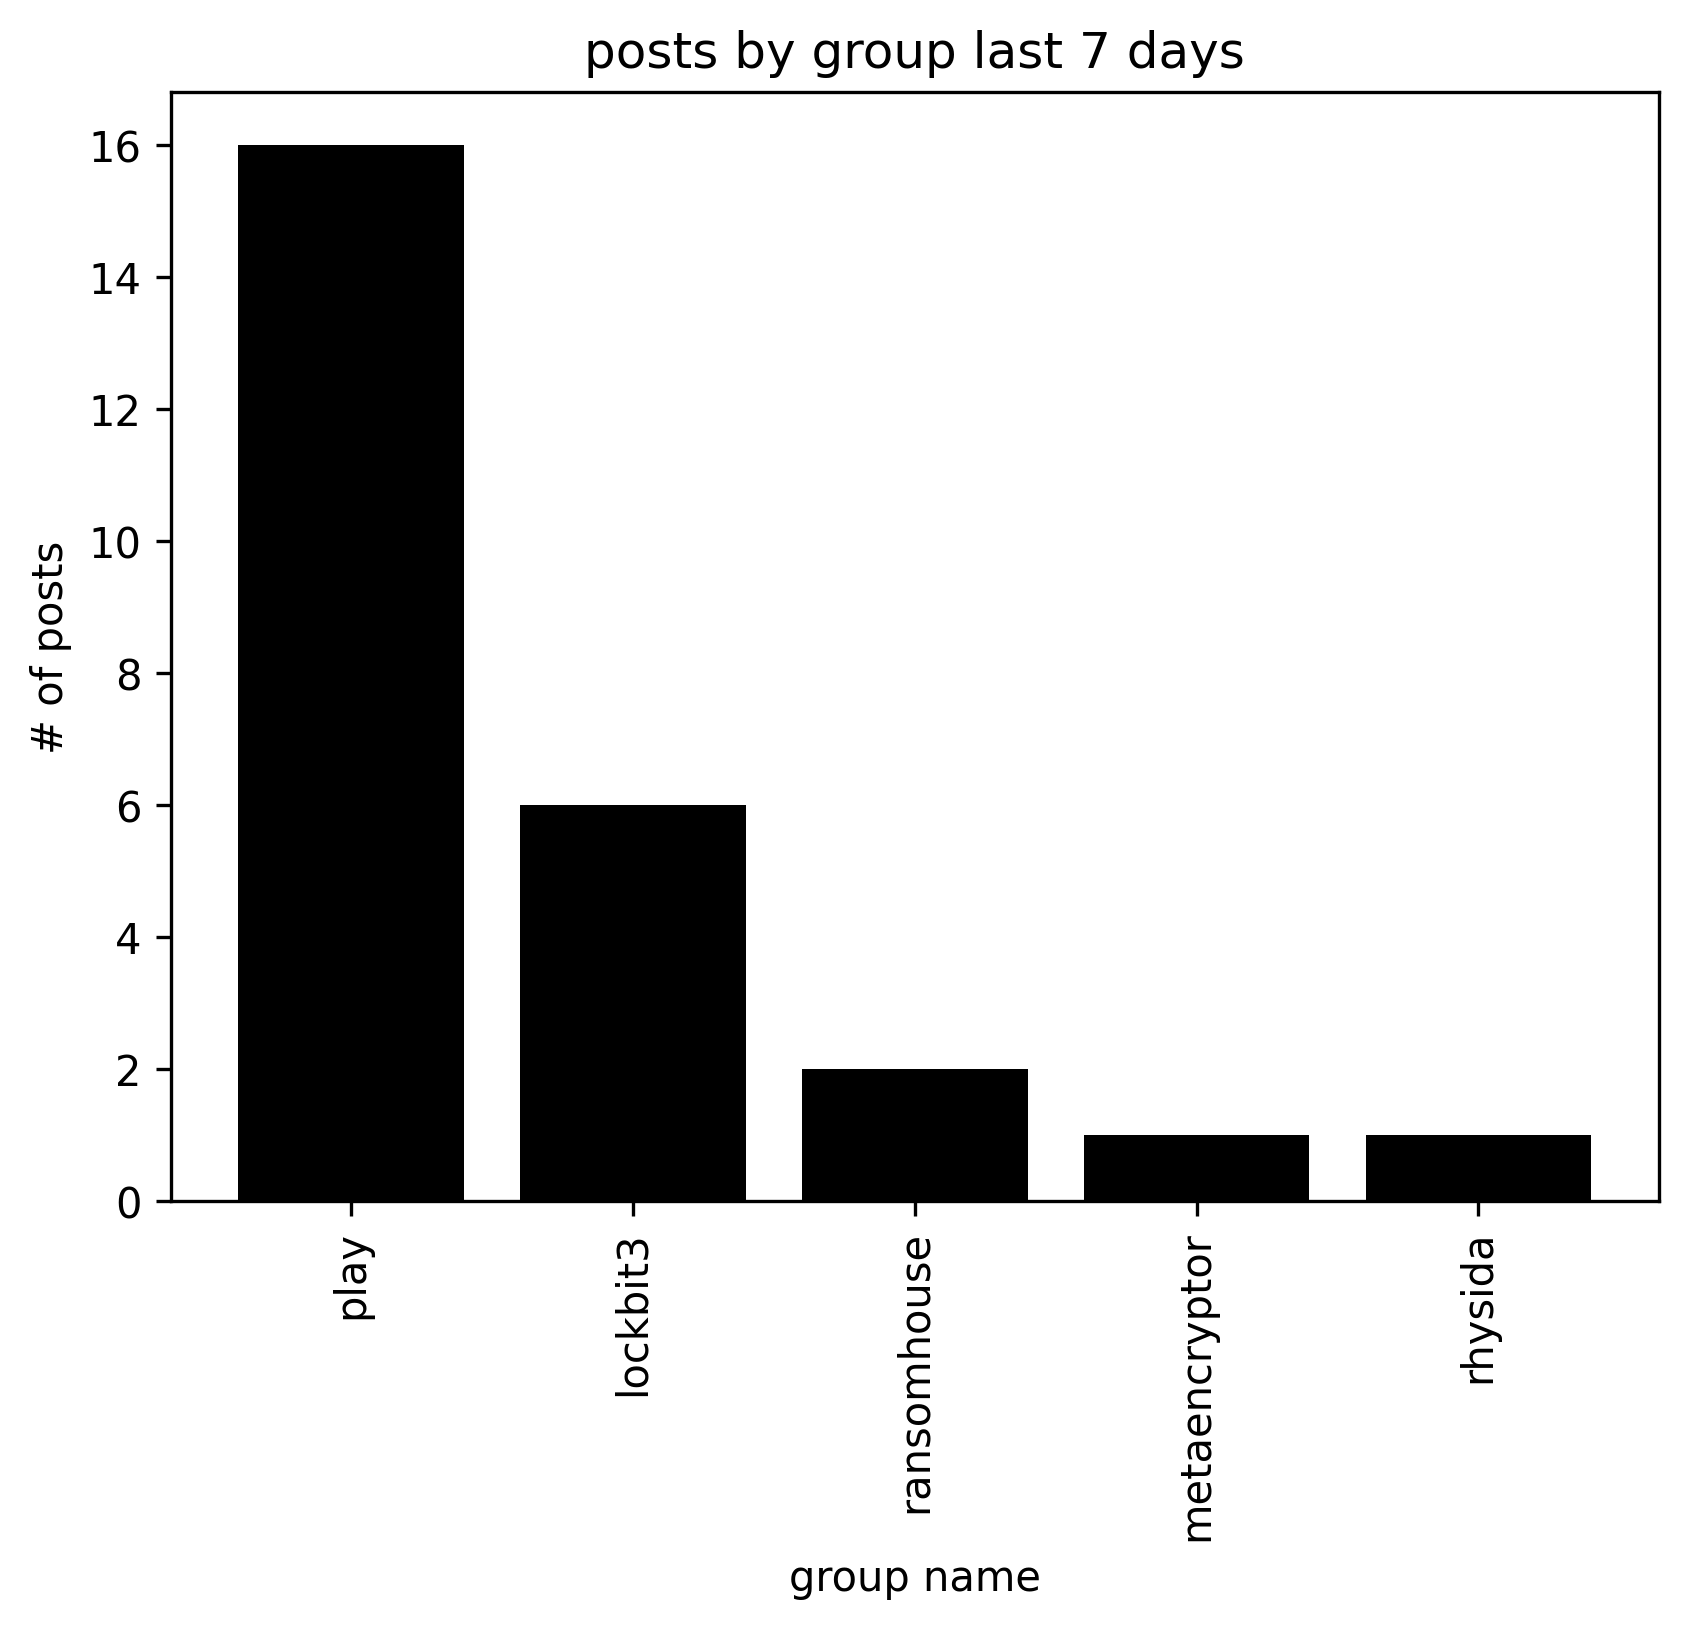 posts by group last 7 days
# of posts
16
14
12
10
8
6
4
2
0
play
lockbit3
ransomhouse
metaencryptor
rhysida
group name